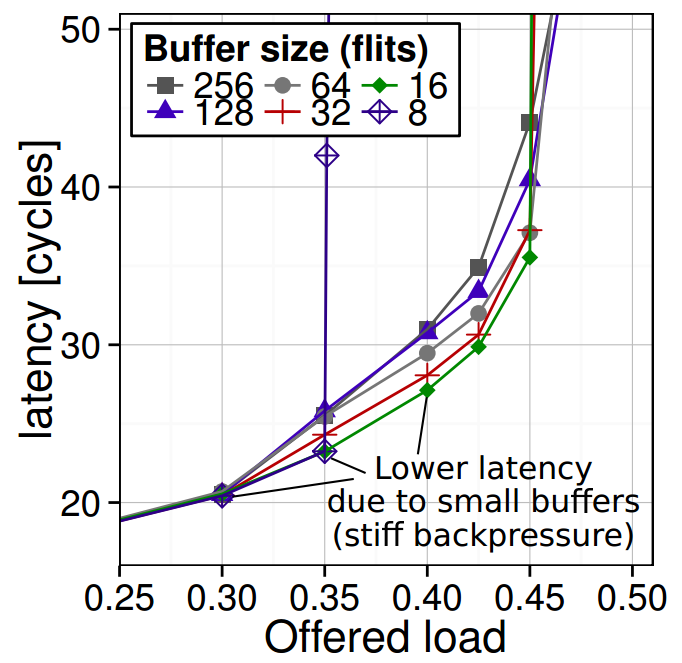 50
40
30
20
latency [cycles]
Buffer size (flits)
256 64 16
128 32 8
Lower latency
due to small buffers
(stiff backpressure)
0.25 0.30 0.35 0.40 0.45 0.50
Offered load